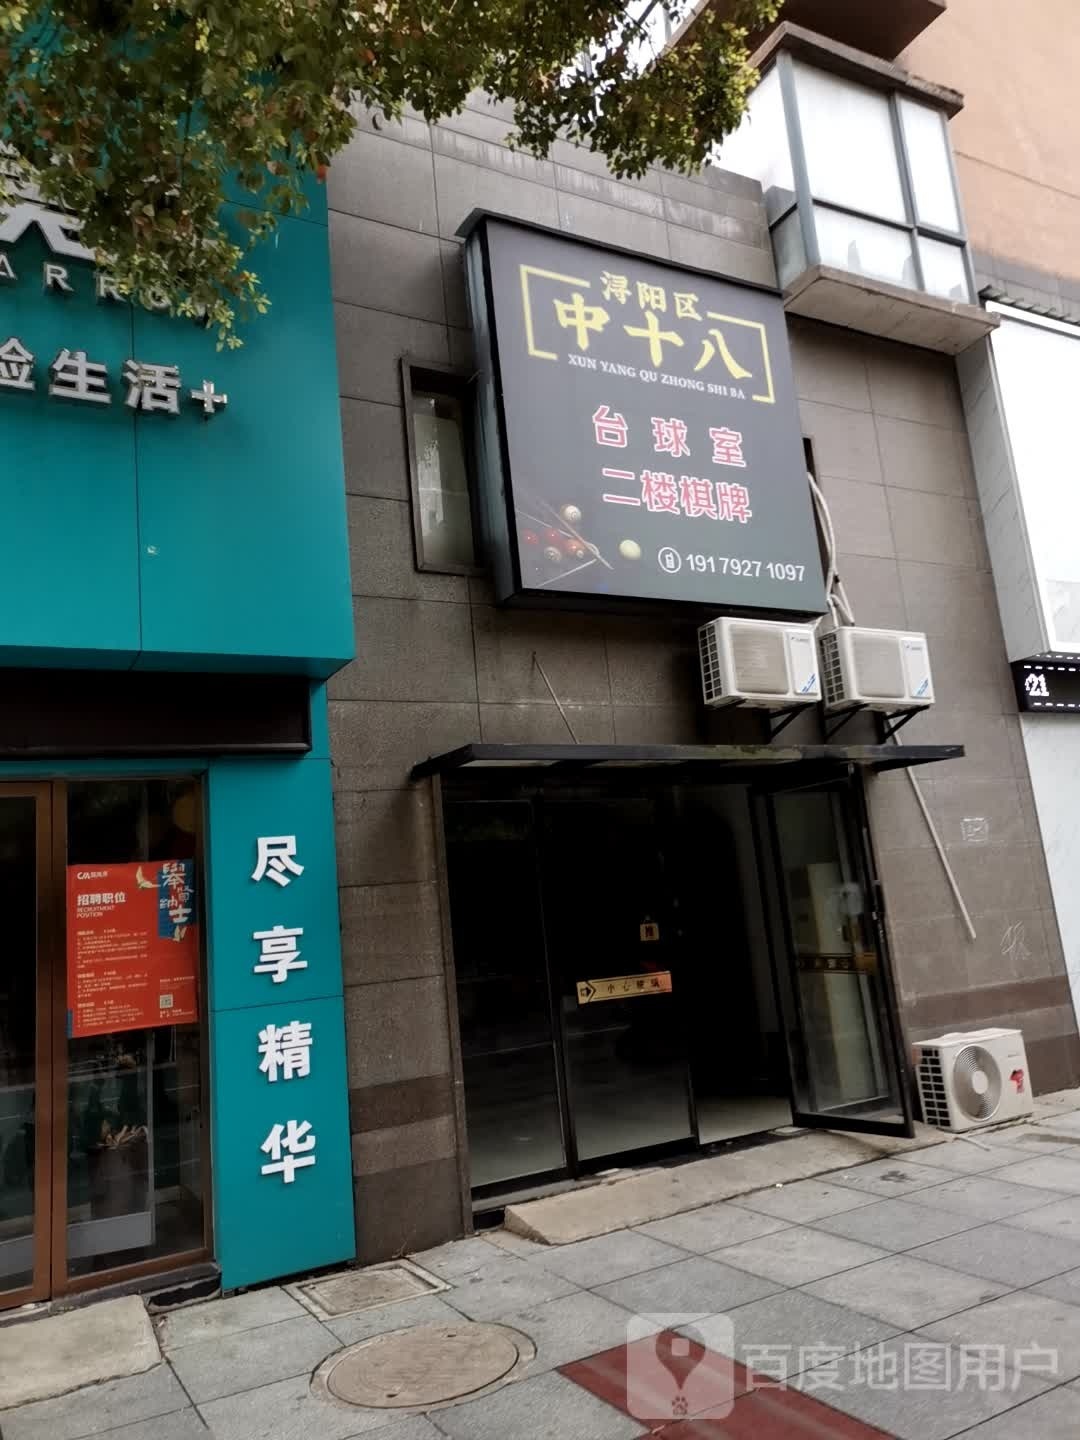 ARRO
生活+
浔阳区
中十八
XUN YANG QU ZHONG SHI BA
台球室
二楼棋牌
191 7927 1097
21
尽享精华
招聘职位
RECRUITMENT
POSITION
推
小心玻璃
百度地图用户